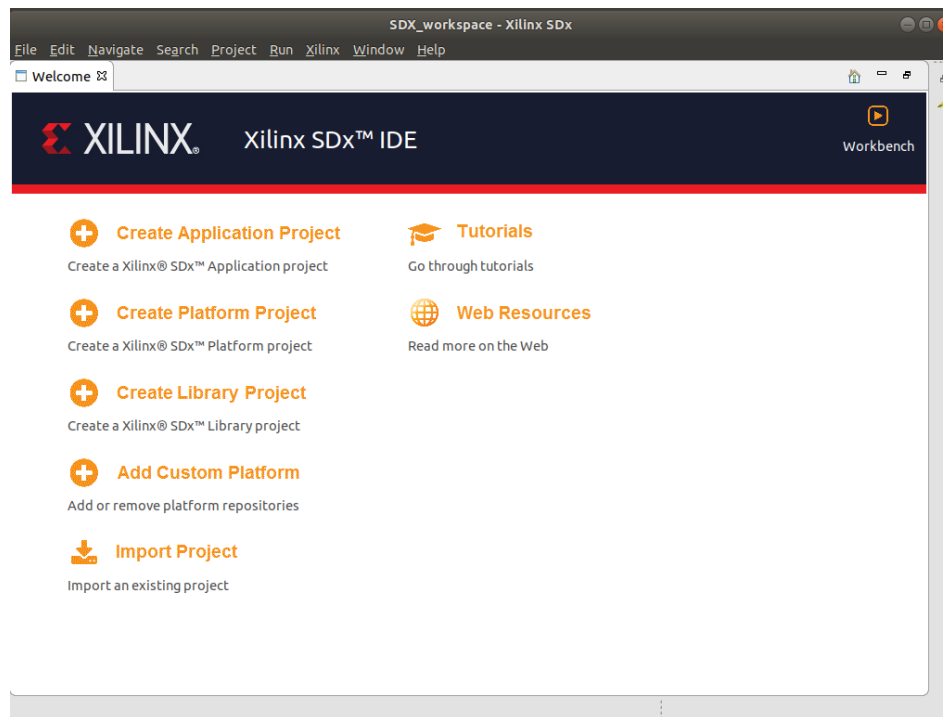 SDX_workspace - Xilinx SDx
File Edit Navigate Search Project Run Xilinx Window Help
Welcome
XILINX® Xilinx SDx™ IDE
Workbench
Create Application Project
Create a Xilinx® SDx™ Application project
Create Platform Project
Create a Xilinx® SDx™ Platform project
Create Library Project
Create a Xilinx® SDx™ Library project
Add Custom Platform
Add or remove platform repositories
Import Project
Import an existing project
Tutorials
Go through tutorials
Web Resources
Read more on the Web